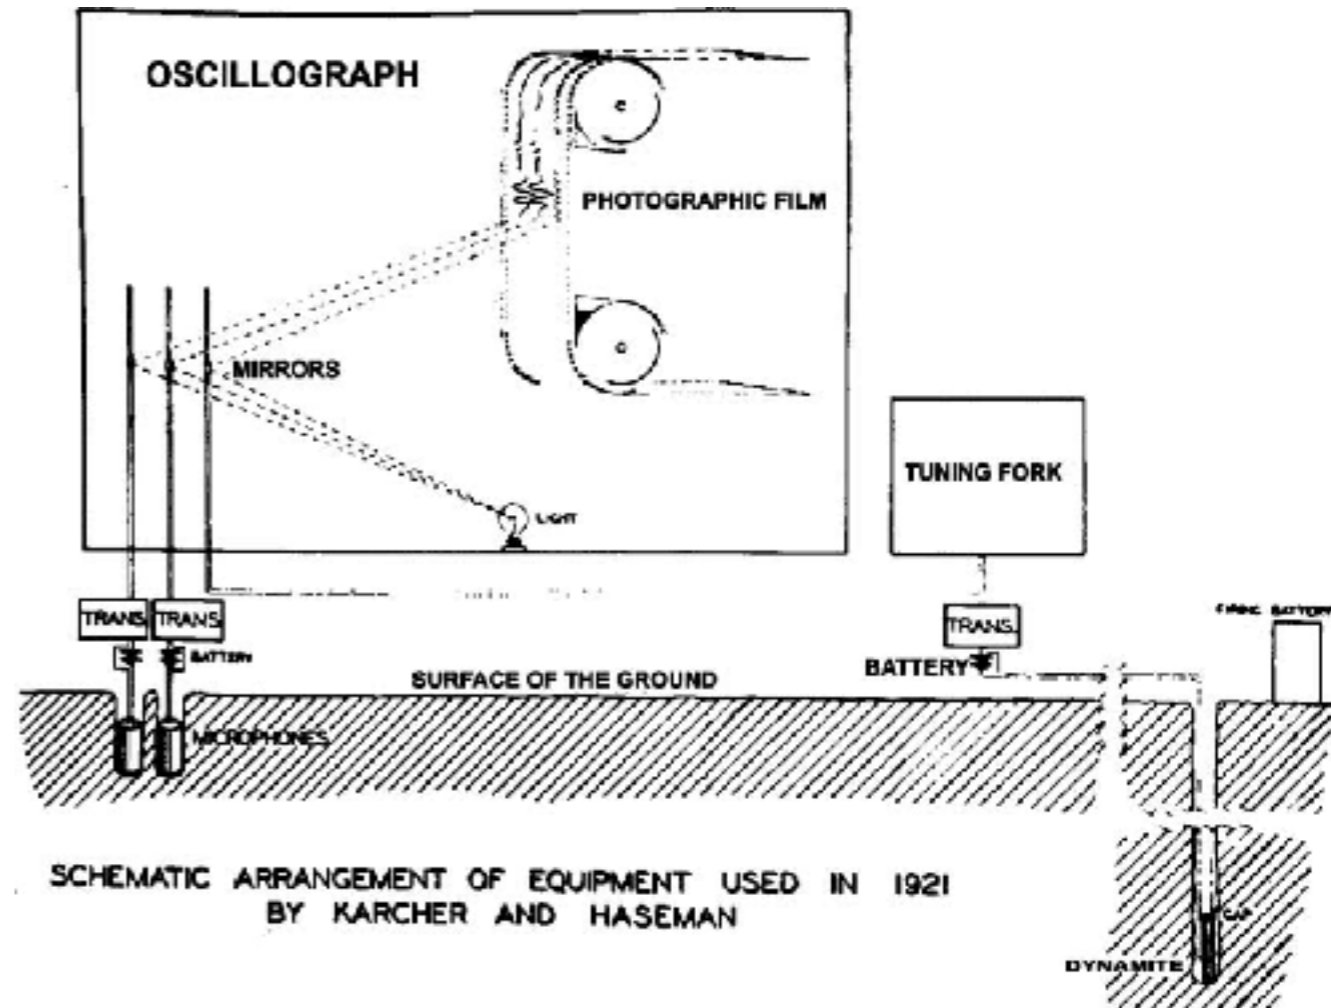 OSCILLOGRAPH
PHOTOGRAPHIC FILM
MIRRORS
LIGHT
TUNING FORK
TRANS.
TRANS.
TRANS.
FIRING BATTERY
BATTERY
BATTERY
SURFACE OF THE GROUND
MICROPHONES
CAP
DYNAMITE
SCHEMATIC ARRANGEMENT OF EQUIPMENT USED IN 1921
BY KARCHER AND HASEMAN